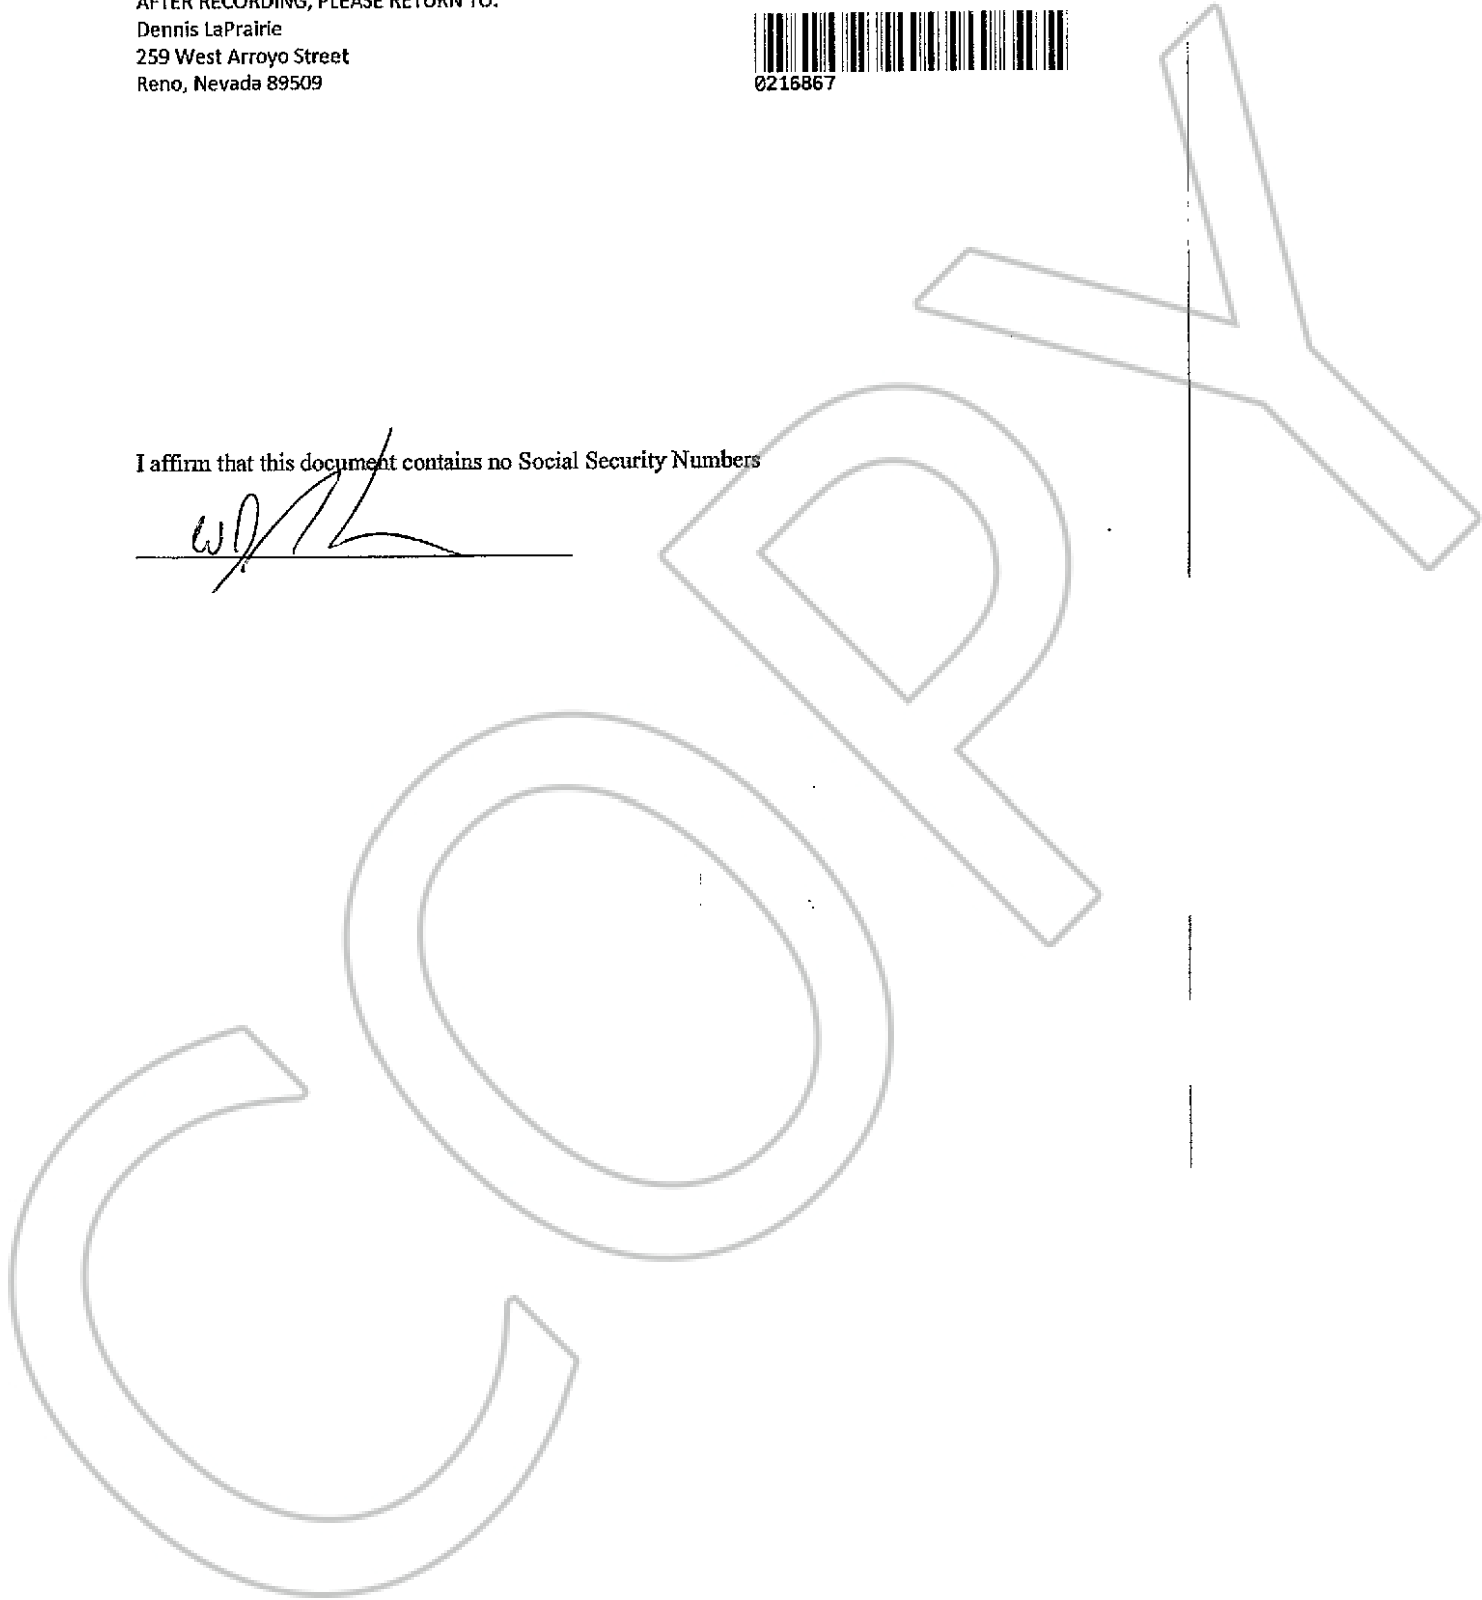 AFTER RECORDING, PLEASE RETURN TO:
Dennis LaPrairie
259 West Arroyo Street
Reno, Nevada 89509
0216867
I affirm that this document contains no Social Security Numbers
COPY